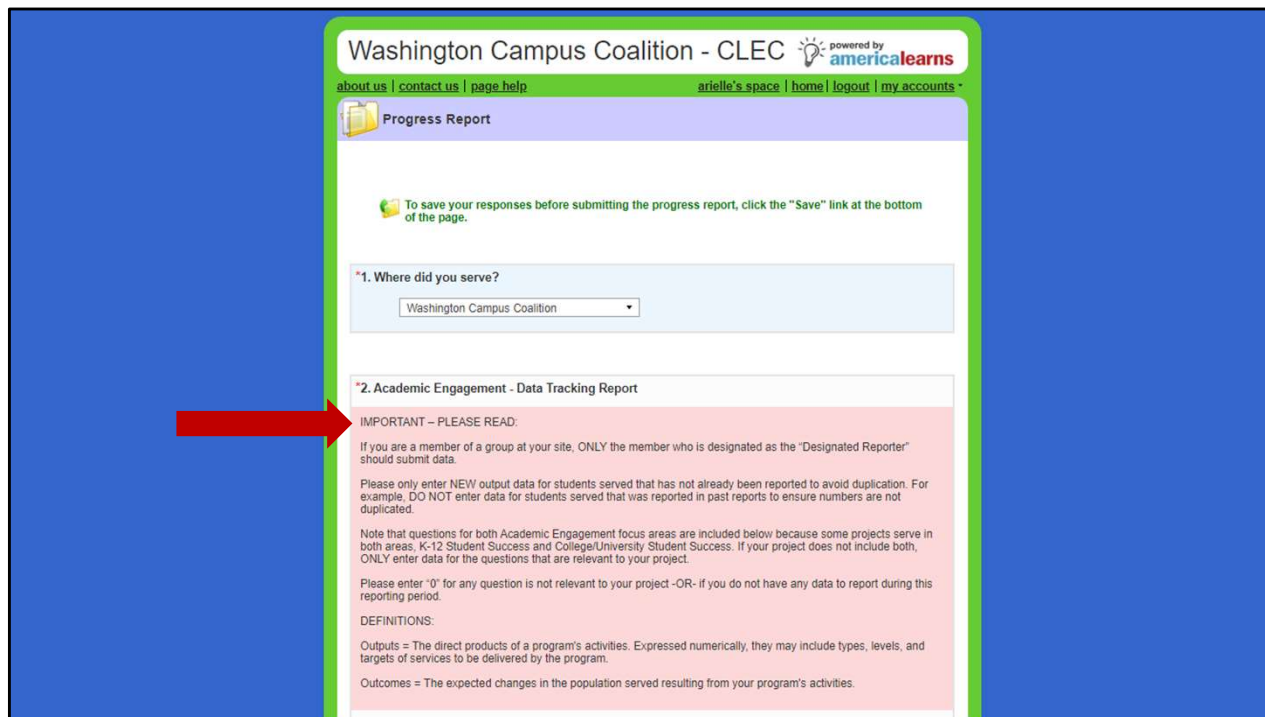 Washington Campus Coalition - CLEC powered by americalearns
about us | contact us | page help arielle's space | home | logout | my accounts
Progress Report
To save your responses before submitting the progress report, click the "Save" link at the bottom
of the page.
*1. Where did you serve?
Washington Campus Coalition
*2. Academic Engagement - Data Tracking Report
IMPORTANT – PLEASE READ:
If you are a member of a group at your site, ONLY the member who is designated as the “Designated Reporter”
should submit data.
Please only enter NEW output data for students served that has not already been reported to avoid duplication. For
example, DO NOT enter data for students served that was reported in past reports to ensure numbers are not
duplicated.
Note that questions for both Academic Engagement focus areas are included below because some projects serve in
both areas, K-12 Student Success and College/University Student Success. If your project does not include both,
ONLY enter data for the questions that are relevant to your project.
Please enter “0” for any question is not relevant to your project -OR- if you do not have any data to report during this
reporting period.
DEFINITIONS:
Outputs = The direct products of a program's activities. Expressed numerically, they may include types, levels, and
targets of services to be delivered by the program.
Outcomes = The expected changes in the population served resulting from your program's activities.